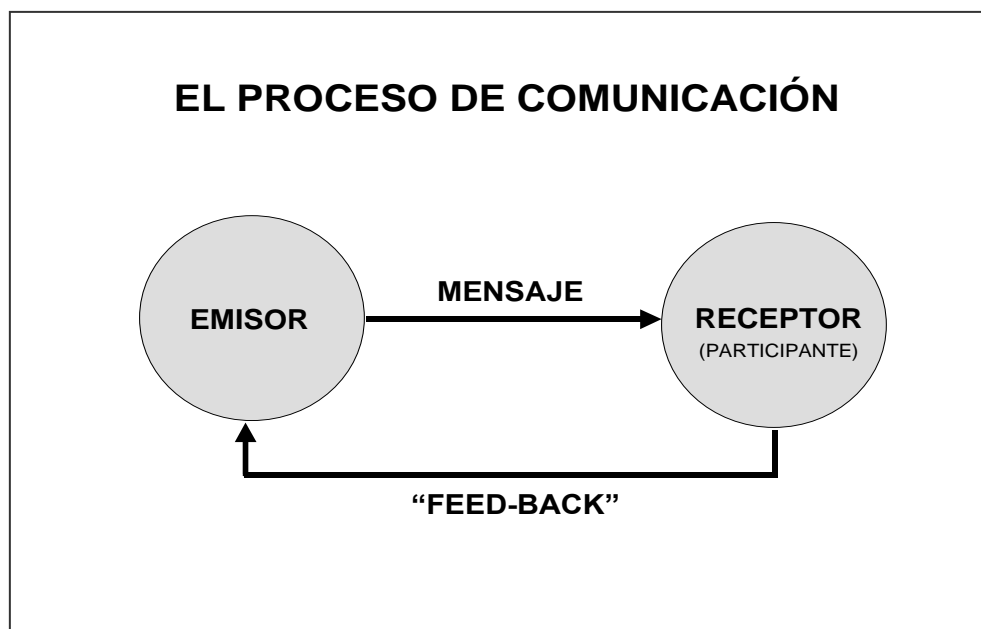 EL PROCESO DE COMUNICACIÓN
MENSAJE
EMISOR
RECEPTOR
(PARTICIPANTE)
“FEED-BACK”